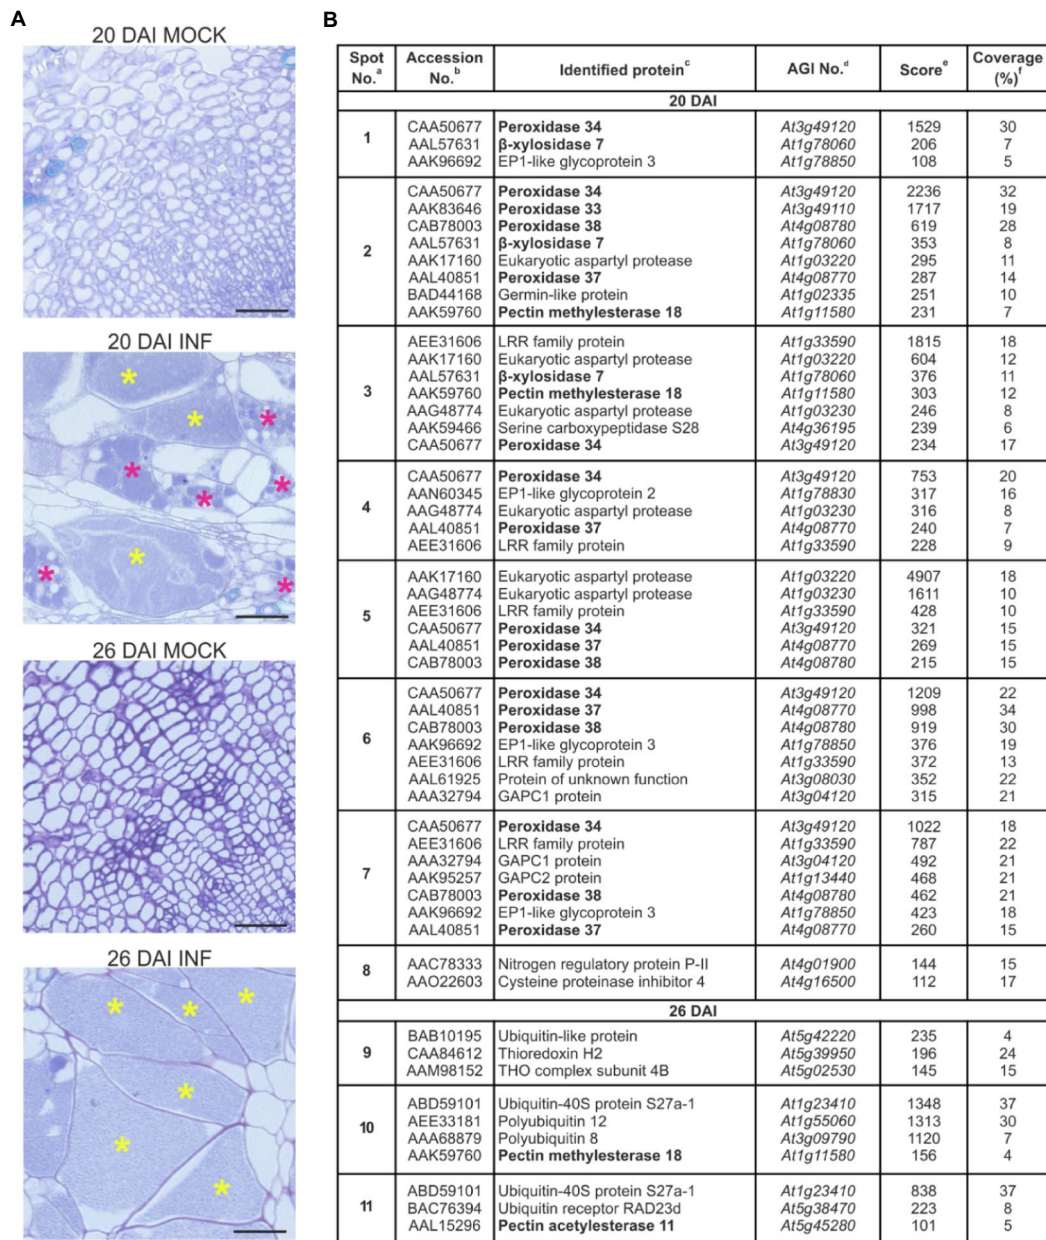 A
20 DAI MOCK
20 DAI INF
*
*
*
*
*
*
*
*
26 DAI MOCK
26 DAI INF
*
*
*
*
*
*
B
Spot No.a Accession No.b Identified proteinc AGI No.d Scoree Coverage (%)f
20 DAI
1
CAA50677 Peroxidase 34 At3g49120 1529 30
AAL57631 β-xylosidase 7 At1g78060 206 7
AAK96692 EP1-like glycoprotein 3 At1g78850 108 5
2
CAA50677 Peroxidase 34 At3g49120 2236 32
AAK83646 Peroxidase 33 At3g49110 1717 19
CAB78003 Peroxidase 38 At4g08780 619 28
AAL57631 β-xylosidase 7 At1g78060 353 8
AAK17160 Eukaryotic aspartyl protease At1g03220 295 11
AAL40851 Peroxidase 37 At4g08770 287 14
BAD44168 Germin-like protein At1g02335 251 10
AAK59760 Pectin methylesterase 18 At1g11580 231 7
3
AEE31606 LRR family protein At1g33590 1815 18
AAK17160 Eukaryotic aspartyl protease At1g03220 604 12
AAL57631 β-xylosidase 7 At1g78060 376 11
AAK59760 Pectin methylesterase 18 At1g11580 303 12
AAG48774 Eukaryotic aspartyl protease At1g03230 246 8
AAK59466 Serine carboxypeptidase S28 At4g36195 239 6
CAA50677 Peroxidase 34 At3g49120 234 17
4
CAA50677 Peroxidase 34 At3g49120 753 20
AAN60345 EP1-like glycoprotein 2 At1g78830 317 16
AAG48774 Eukaryotic aspartyl protease At1g03230 316 8
AAL40851 Peroxidase 37 At4g08770 240 7
AEE31606 LRR family protein At1g33590 228 9
5
AAK17160 Eukaryotic aspartyl protease At1g03220 4907 18
AAG48774 Eukaryotic aspartyl protease At1g03230 1611 10
AEE31606 LRR family protein At1g33590 428 10
CAA50677 Peroxidase 34 At3g49120 321 15
AAL40851 Peroxidase 37 At4g08770 269 15
CAB78003 Peroxidase 38 At4g08780 215 15
6
CAA50677 Peroxidase 34 At3g49120 1209 22
AAL40851 Peroxidase 37 At4g08770 998 34
CAB78003 Peroxidase 38 At4g08780 919 30
AAK96692 EP1-like glycoprotein 3 At1g78850 376 19
AEE31606 LRR family protein At1g33590 372 13
AAL61925 Protein of unknown function At3g08030 352 22
AAA32794 GAPC1 protein At3g04120 315 21
7
CAA50677 Peroxidase 34 At3g49120 1022 18
AEE31606 LRR family protein At1g33590 787 22
AAA32794 GAPC1 protein At3g04120 492 21
AAK95257 GAPC2 protein At1g13440 468 21
CAB78003 Peroxidase 38 At4g08780 462 21
AAK96692 EP1-like glycoprotein 3 At1g78850 423 18
AAL40851 Peroxidase 37 At4g08770 260 15
8
AAC78333 Nitrogen regulatory protein P-II At4g01900 144 15
AAO22603 Cysteine proteinase inhibitor 4 At4g16500 112 17
26 DAI
9
BAB10195 Ubiquitin-like protein At5g42220 235 4
CAA84612 Thioredoxin H2 At5g39950 196 24
AAM98152 THO complex subunit 4B At5g02530 145 15
10
ABD59101 Ubiquitin-40S protein S27a-1 At1g23410 1348 37
AEE33181 Polyubiquitin 12 At1g55060 1313 30
AAA68879 Polyubiquitin 8 At3g09790 1120 7
AAK59760 Pectin methylesterase 18 At1g11580 156 4
11
ABD59101 Ubiquitin-40S protein S27a-1 At1g23410 838 37
BAC76394 Ubiquitin receptor RAD23d At5g38470 223 8
AAL15296 Pectin acetylesterase 11 At5g45280 101 5